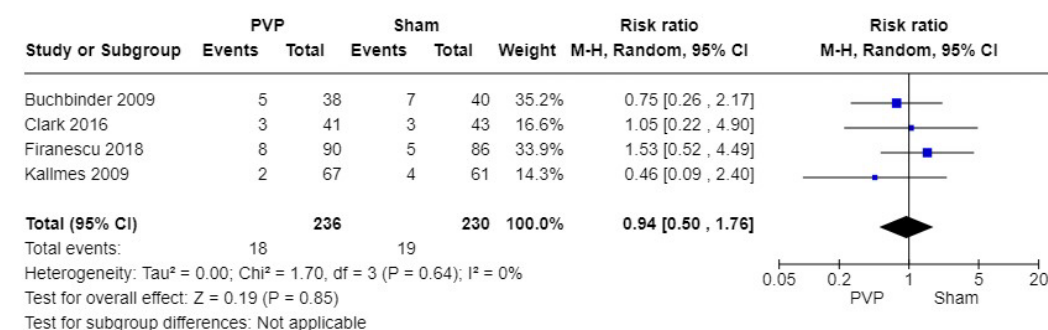 PVP Sham Risk ratio Risk ratio
Study or Subgroup Events Total Events Total Weight M-H, Random, 95% CI M-H, Random, 95% CI
Buchbinder 2009 5 38 7 40 35.2% 0.75 [0.26 , 2.17]
Clark 2016 3 41 3 43 16.6% 1.05 [0.22 , 4.90]
Firanescu 2018 8 90 5 86 33.9% 1.53 [0.52 , 4.49]
Kallmes 2009 2 67 4 61 14.3% 0.46 [0.09 , 2.40]
Total (95% CI) 236 230 100.0% 0.94 [0.50 , 1.76]
Total events: 18 19
Heterogeneity: Tau² = 0.00; Chi² = 1.70, df = 3 (P = 0.64); I² = 0%
0.05 0.2 1 5 20
Test for overall effect: Z = 0.19 (P = 0.85)
PVP Sham
Test for subgroup differences: Not applicable